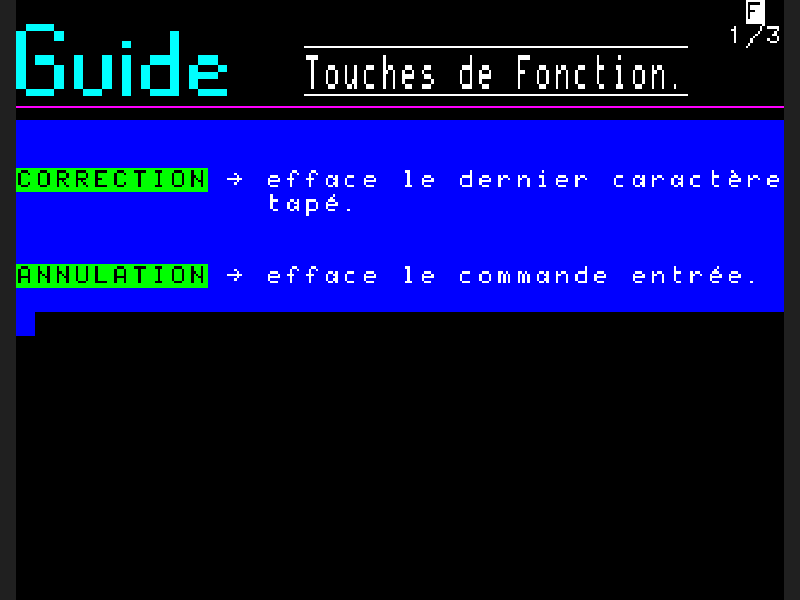 F
1/3
Guide
Touches de Fonction.
CORRECTION → efface le dernier caractère
tapé.
ANNULATION → efface le commande entrée.